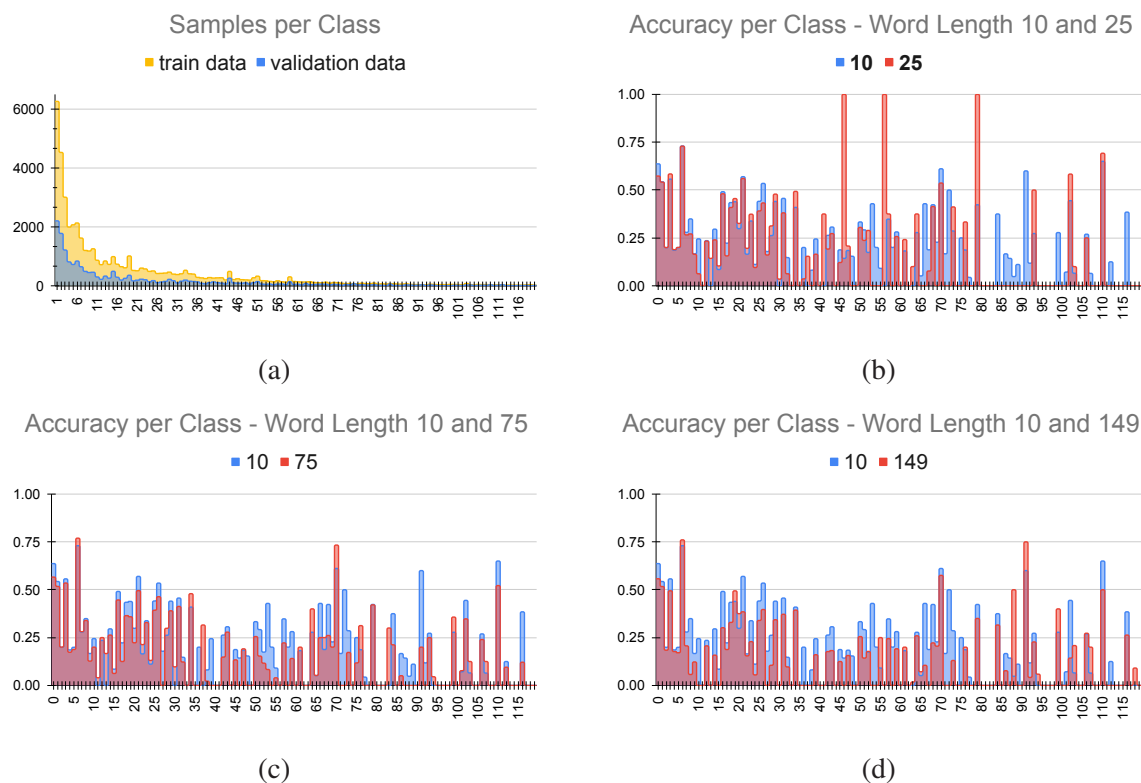 Samples per Class
train data validation data
6000
4000
2000
0
1 6 11 16 21 26 31 36 41 46 51 56 61 66 71 76 81 86 91 96 101 106 111 116
(a)
Accuracy per Class - Word Length 10 and 25
10 25
1.00
0.75
0.50
0.25
0.00
0 5 10 15 20 25 30 35 40 45 50 55 60 65 70 75 80 85 90 95 100 105 110 115
(b)
Accuracy per Class - Word Length 10 and 75
10 75
1.00
0.75
0.50
0.25
0.00
0 5 10 15 20 25 30 35 40 45 50 55 60 65 70 75 80 85 90 95 100 105 110 115
(c)
Accuracy per Class - Word Length 10 and 149
10 149
1.00
0.75
0.50
0.25
0.00
0 5 10 15 20 25 30 35 40 45 50 55 60 65 70 75 80 85 90 95 100 105 110 115
(d)